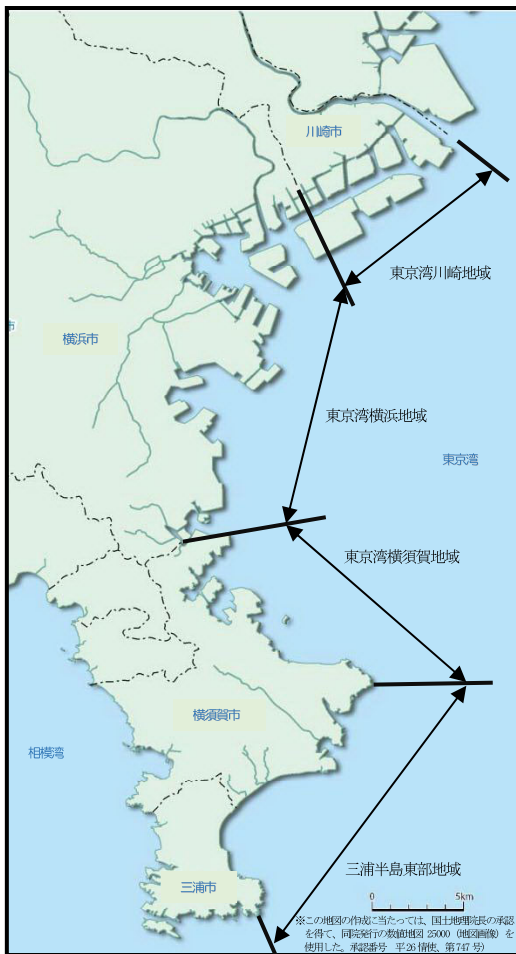 川崎市
東京湾川崎地域
横浜市
市
東京湾横浜地域
東京湾
東京湾横須賀地域
横須賀市
相模湾
三浦半島東部地域
三浦市
0 5km
※この地図の作成に当たっては、国土地理院長の承認
を得て、同院発行の数値地図 25000（地図画像）を
使用した。承認番号 平26情使、第747号)